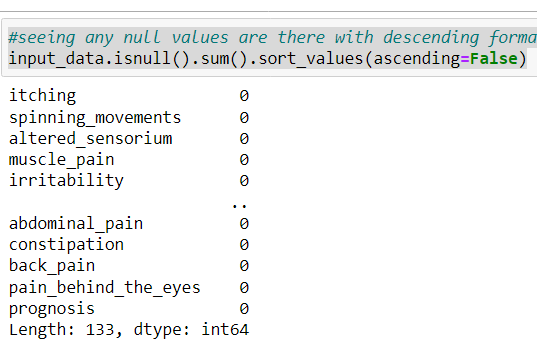 #seeing any null values are there with descending forma
input_data.isnull().sum().sort_values(ascending=False)
itching 0
spinning_movements 0
altered_sensorium 0
muscle_pain 0
irritability 0
..
abdominal_pain 0
constipation 0
back_pain 0
pain_behind_the_eyes 0
prognosis 0
Length: 133, dtype: int64